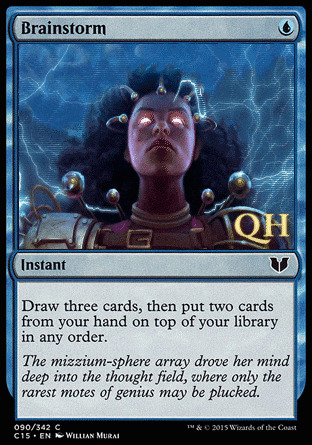 Brainstorm
QH
Instant
Draw three cards, then put two cards
from your hand on top of your library
in any order.
The mizzium-sphere array drove her mind
deep into the thought field, where only the
rarest motes of genius may be plucked.
090/342 C
C15 • EN Willian Murai
™ & © 2015 Wizards of the Coast